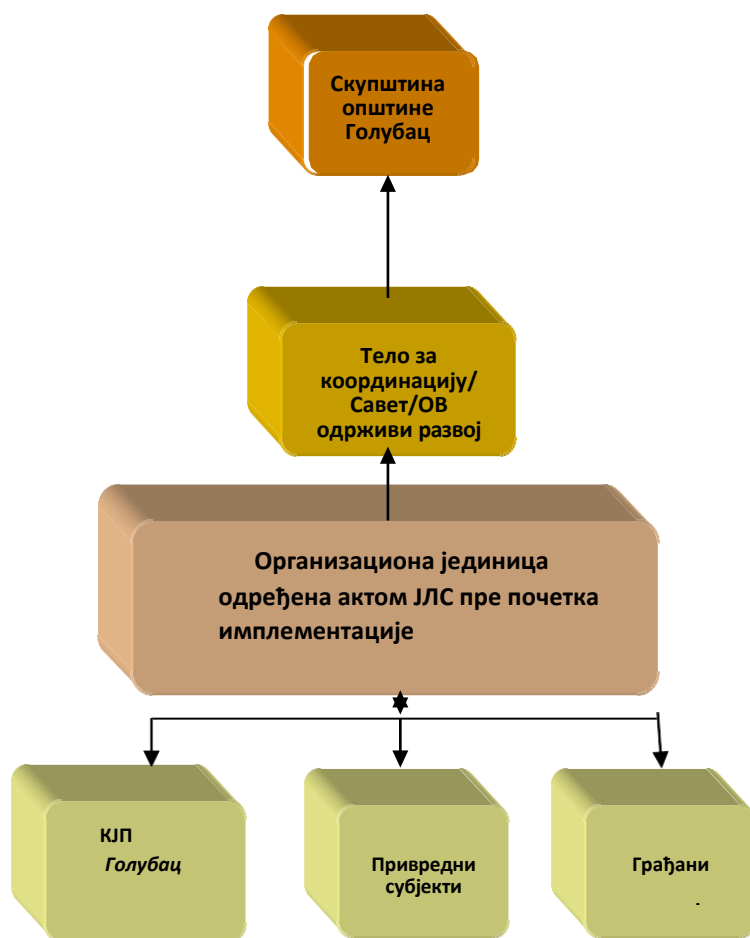 Скупштина
општине
Голубац
Тело за
координацију/
Савет/ОВ
одрживи развој
Организациона јединица
одређена актом ЈЛС пре почетка
имплементације
КЈП
Голубац
Привредни
субјекти
Грађани
.